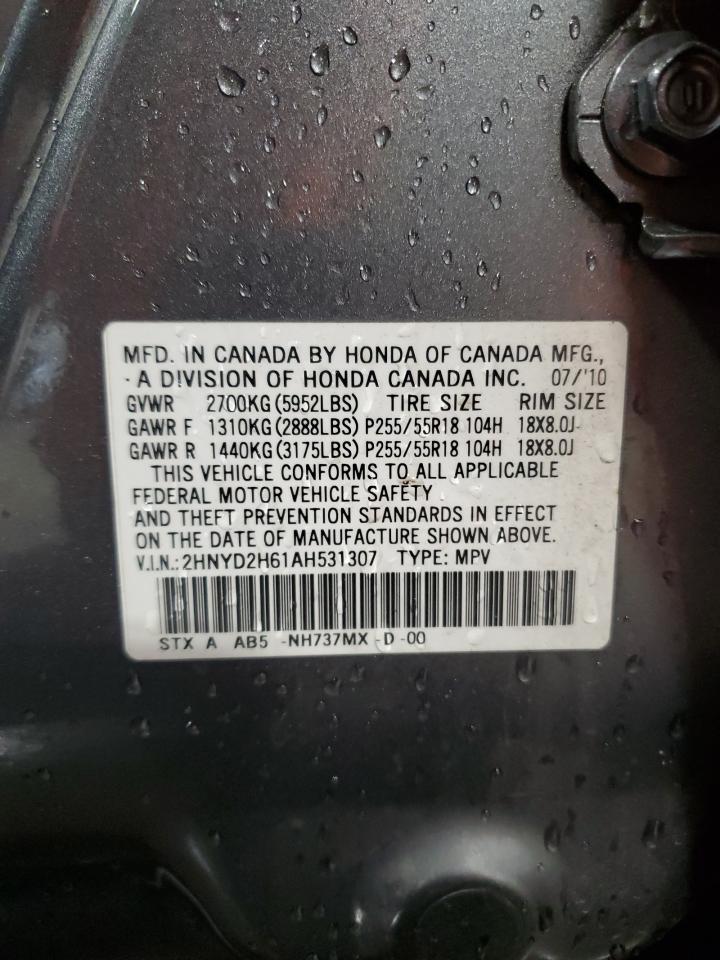 MFD. IN CANADA BY HONDA OF CANADA MFG.,
A DIVISION OF HONDA CANADA INC. 07/'10
GVWR 2700KG(5952LBS) TIRE SIZE RIM SIZE
GAWR F 1310KG(2888LBS) P255/55R18 104H 18X8.0J
GAWR R 1440KG(3175LBS) P255/55R18 104H 18X8.0J
THIS VEHICLE CONFORMS TO ALL APPLICABLE
FEDERAL MOTOR VEHICLE SAFETY
AND THEFT PREVENTION STANDARDS IN EFFECT
ON THE DATE OF MANUFACTURE SHOWN ABOVE.
V.I.N.: 2HNYD2H61AH531307 TYPE: MPV
STX A AB5 -NH737MX -D -00